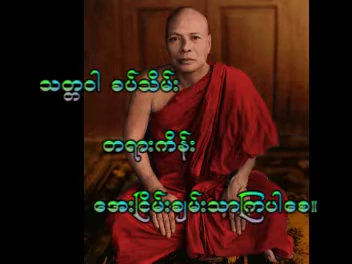 သတ္တဝါ ခပ်သိမ်း
တရားကိန်း
အေးငြိမ်းချမ်းသာကြပါစေ။